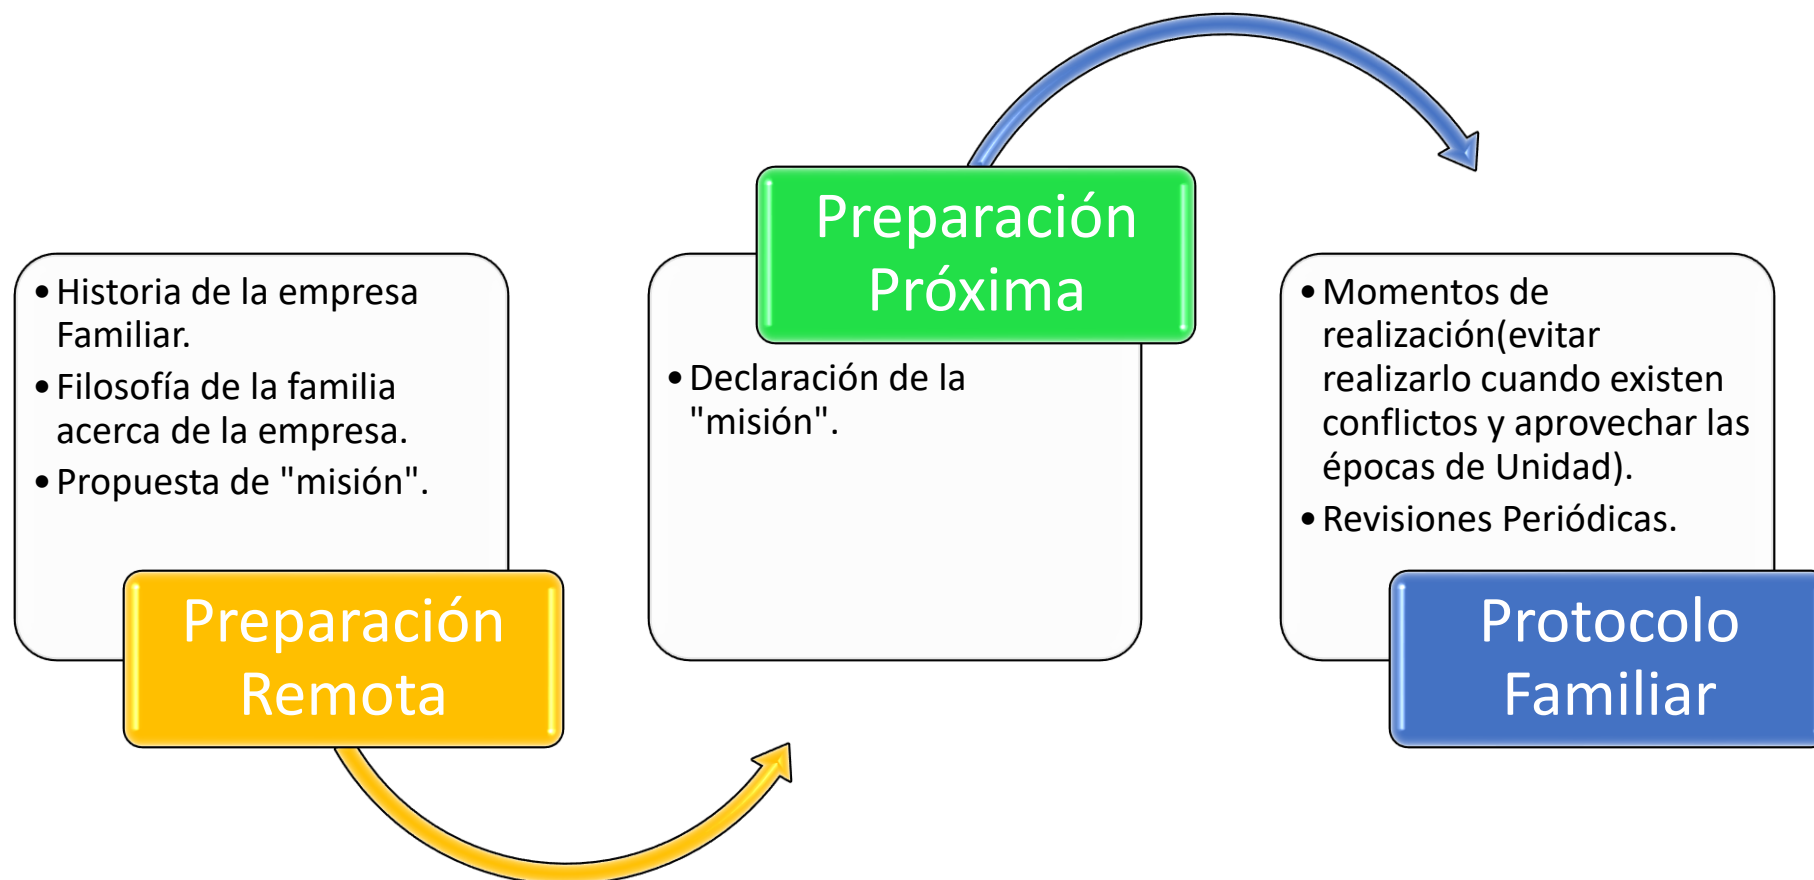 •Historia de la empresa
Familiar.
•Filosofía de la familia
acerca de la empresa.
•Propuesta de "misión".
Preparación
Remota
Preparación
Próxima
•Declaración de la
"misión".
•Momentos de
realización(evitar
realizarlo cuando existen
conflictos y aprovechar las
épocas de Unidad).
•Revisiones Periódicas.
Protocolo
Familiar